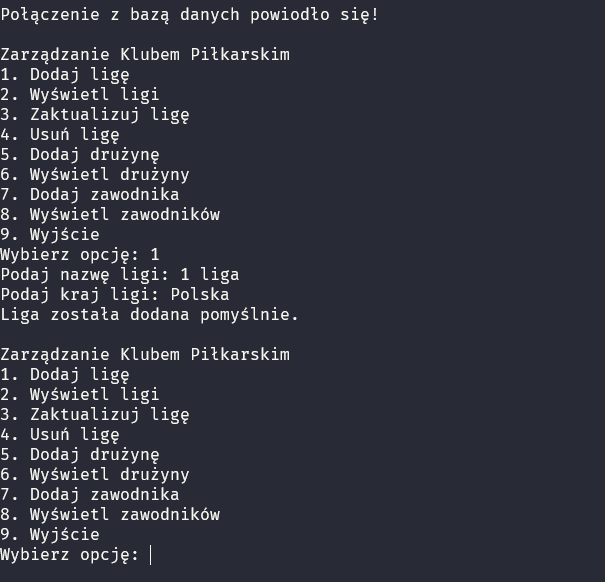 Połączenie z bazą danych powiodło się!
Zarządzanie Klubem Piłkarskim
1. Dodaj ligę
2. Wyświetl ligi
3. Zaktualizuj ligę
4. Usuń ligę
5. Dodaj drużynę
6. Wyświetl drużyny
7. Dodaj zawodnika
8. Wyświetl zawodników
9. Wyjście
Wybierz opcję: 1
Podaj nazwę ligi: 1 liga
Podaj kraj ligi: Polska
Liga została dodana pomyślnie.
Zarządzanie Klubem Piłkarskim
1. Dodaj ligę
2. Wyświetl ligi
3. Zaktualizuj ligę
4. Usuń ligę
5. Dodaj drużynę
6. Wyświetl drużyny
7. Dodaj zawodnika
8. Wyświetl zawodników
9. Wyjście
Wybierz opcję: